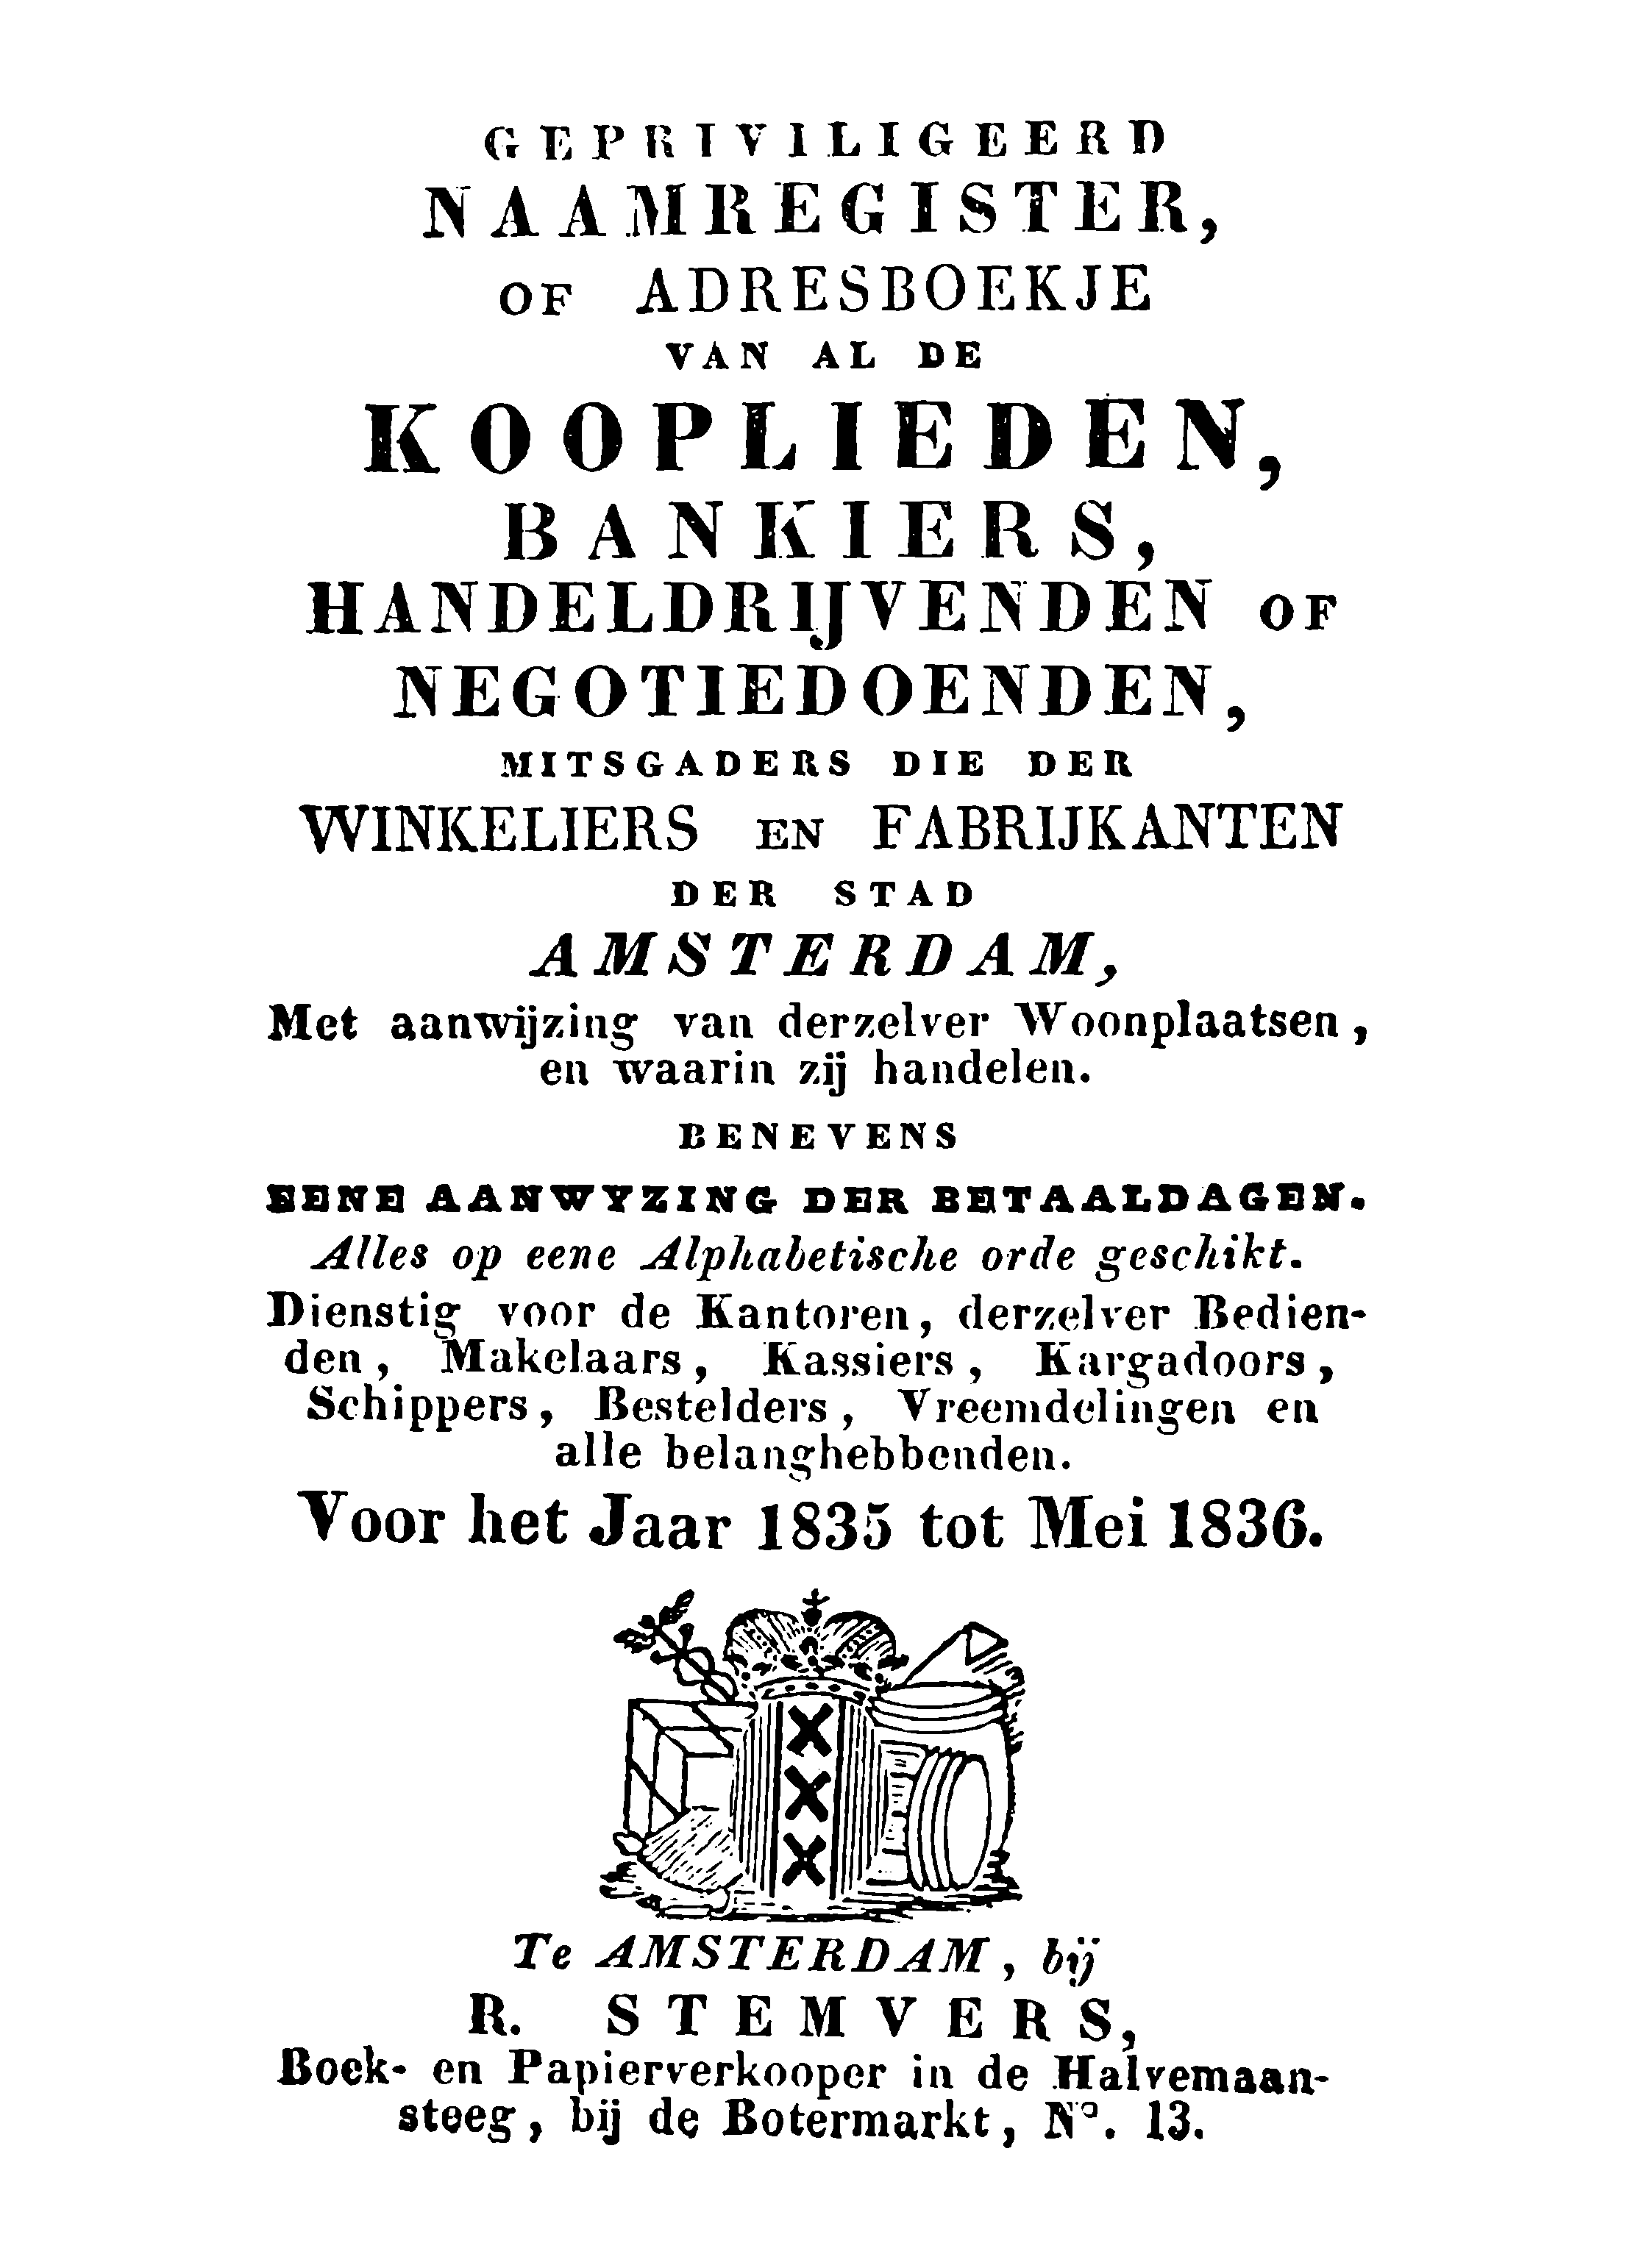 GEPRIVILIGEERD
NAAMREGISTER,
OF ADRESBOEKJE
VAN AL DE
KOOPLIEDEN,
BANKIERS,
HANDELDRIJVENDEN OF
NEGOTIEDOENDEN,
MITSGADERS DIE DER
WINKELIERS EN FABRIJKANTEN
DER STAD
AMSTERDAM,
Met aanwijzing van derzelver Woonplaatsen,
en waarin zij handelen.
BENEVENS
EENE AANWYZING DER BETAALDAGEN.
Alles op eene Alphabetische orde geschikt.
Dienstig voor de Kantoren, derzelver Bedien-
den, Makelaars, Kassiers, Kargadoors,
Schippers, Bestelders, Vreemdelingen en
alle belanghebbenden.
Voor het Jaar 1835 tot Mei 1836.
XXX
Te AMSTERDAM, bij
R. STEMVERS,
Boek- en Papierverkooper in de Halvemaan-
steeg, bij de Botermarkt, Nº. 13.